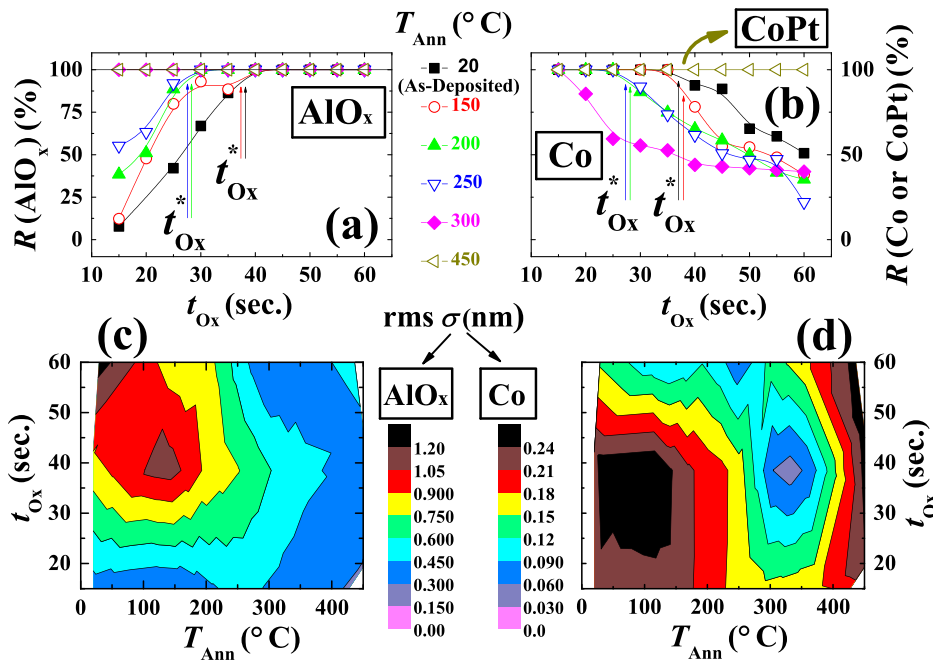 T_Ann (° C)
20
(As-Deposited)
150
200
250
300
450
R (AlOₓ) (%)
100
75
50
25
0
AlOₓ
t*_Ox
t*_Ox
(a)
10 20 30 40 50 60
t_Ox (sec.)
CoPt
(b)
Co
t*_Ox
t*_Ox
10 20 30 40 50 60
t_Ox (sec.)
100
50
0
R (Co or CoPt) (%)
(c)
60
50
40
30
20
t_Ox (sec.)
0 100 200 300 400
T_Ann (° C)
rms σ (nm)
AlOₓ
Co
1.20
1.05
0.900
0.750
0.600
0.450
0.300
0.150
0.00
0.24
0.21
0.18
0.15
0.12
0.090
0.060
0.030
0.0
(d)
60
50
40
30
20
t_Ox (sec.)
0 100 200 300 400
T_Ann (° C)